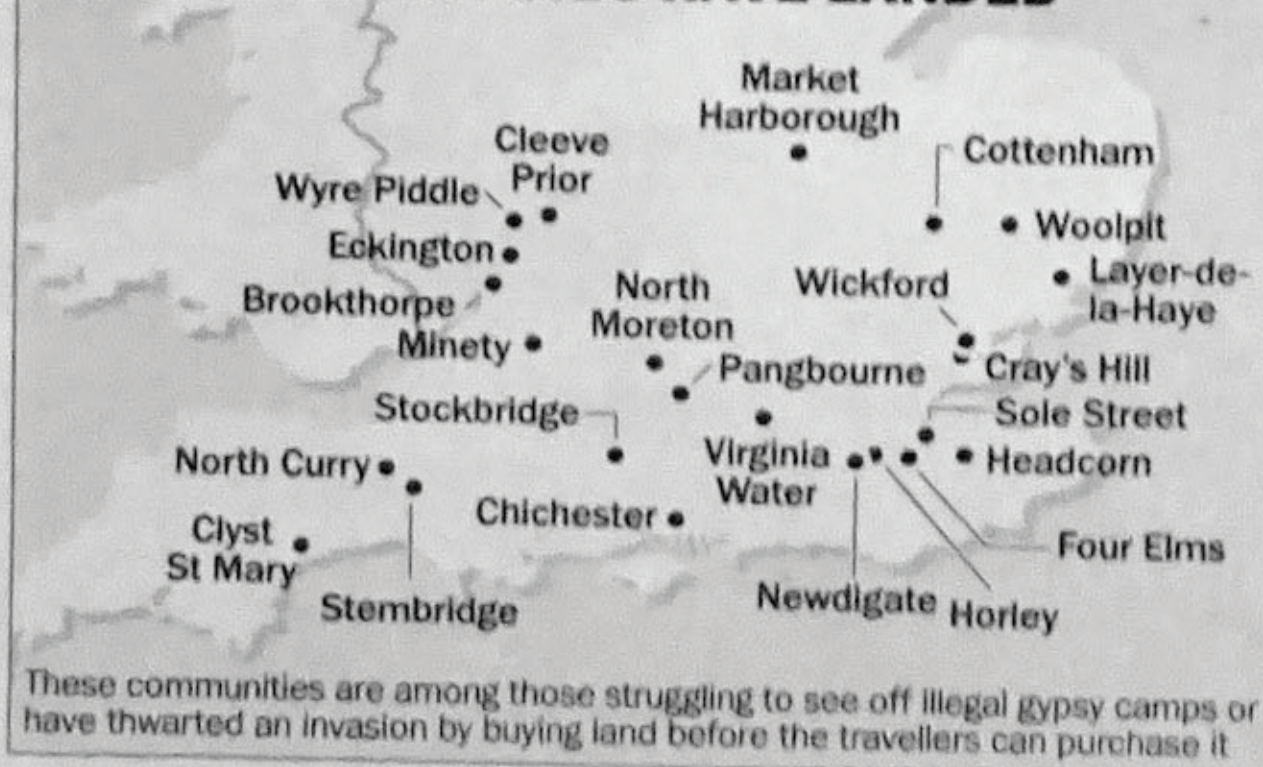 LANDED
Market
Harborough
Cleeve
Prior
Cottenham
Wyre Piddle
Woolpit
Eckington
Layer-de-
la-Haye
Wickford
North
Moreton
Brookthorpe
Minety
Pangbourne
Cray's Hill
Stockbridge
Sole Street
North Curry
Virginia
Water
Headcorn
Chichester
Clyst
St Mary
Four Elms
Stembridge
Newdigate
Horley
These communities are among those struggling to see off illegal gypsy camps or
have thwarted an invasion by buying land before the travellers can purchase it